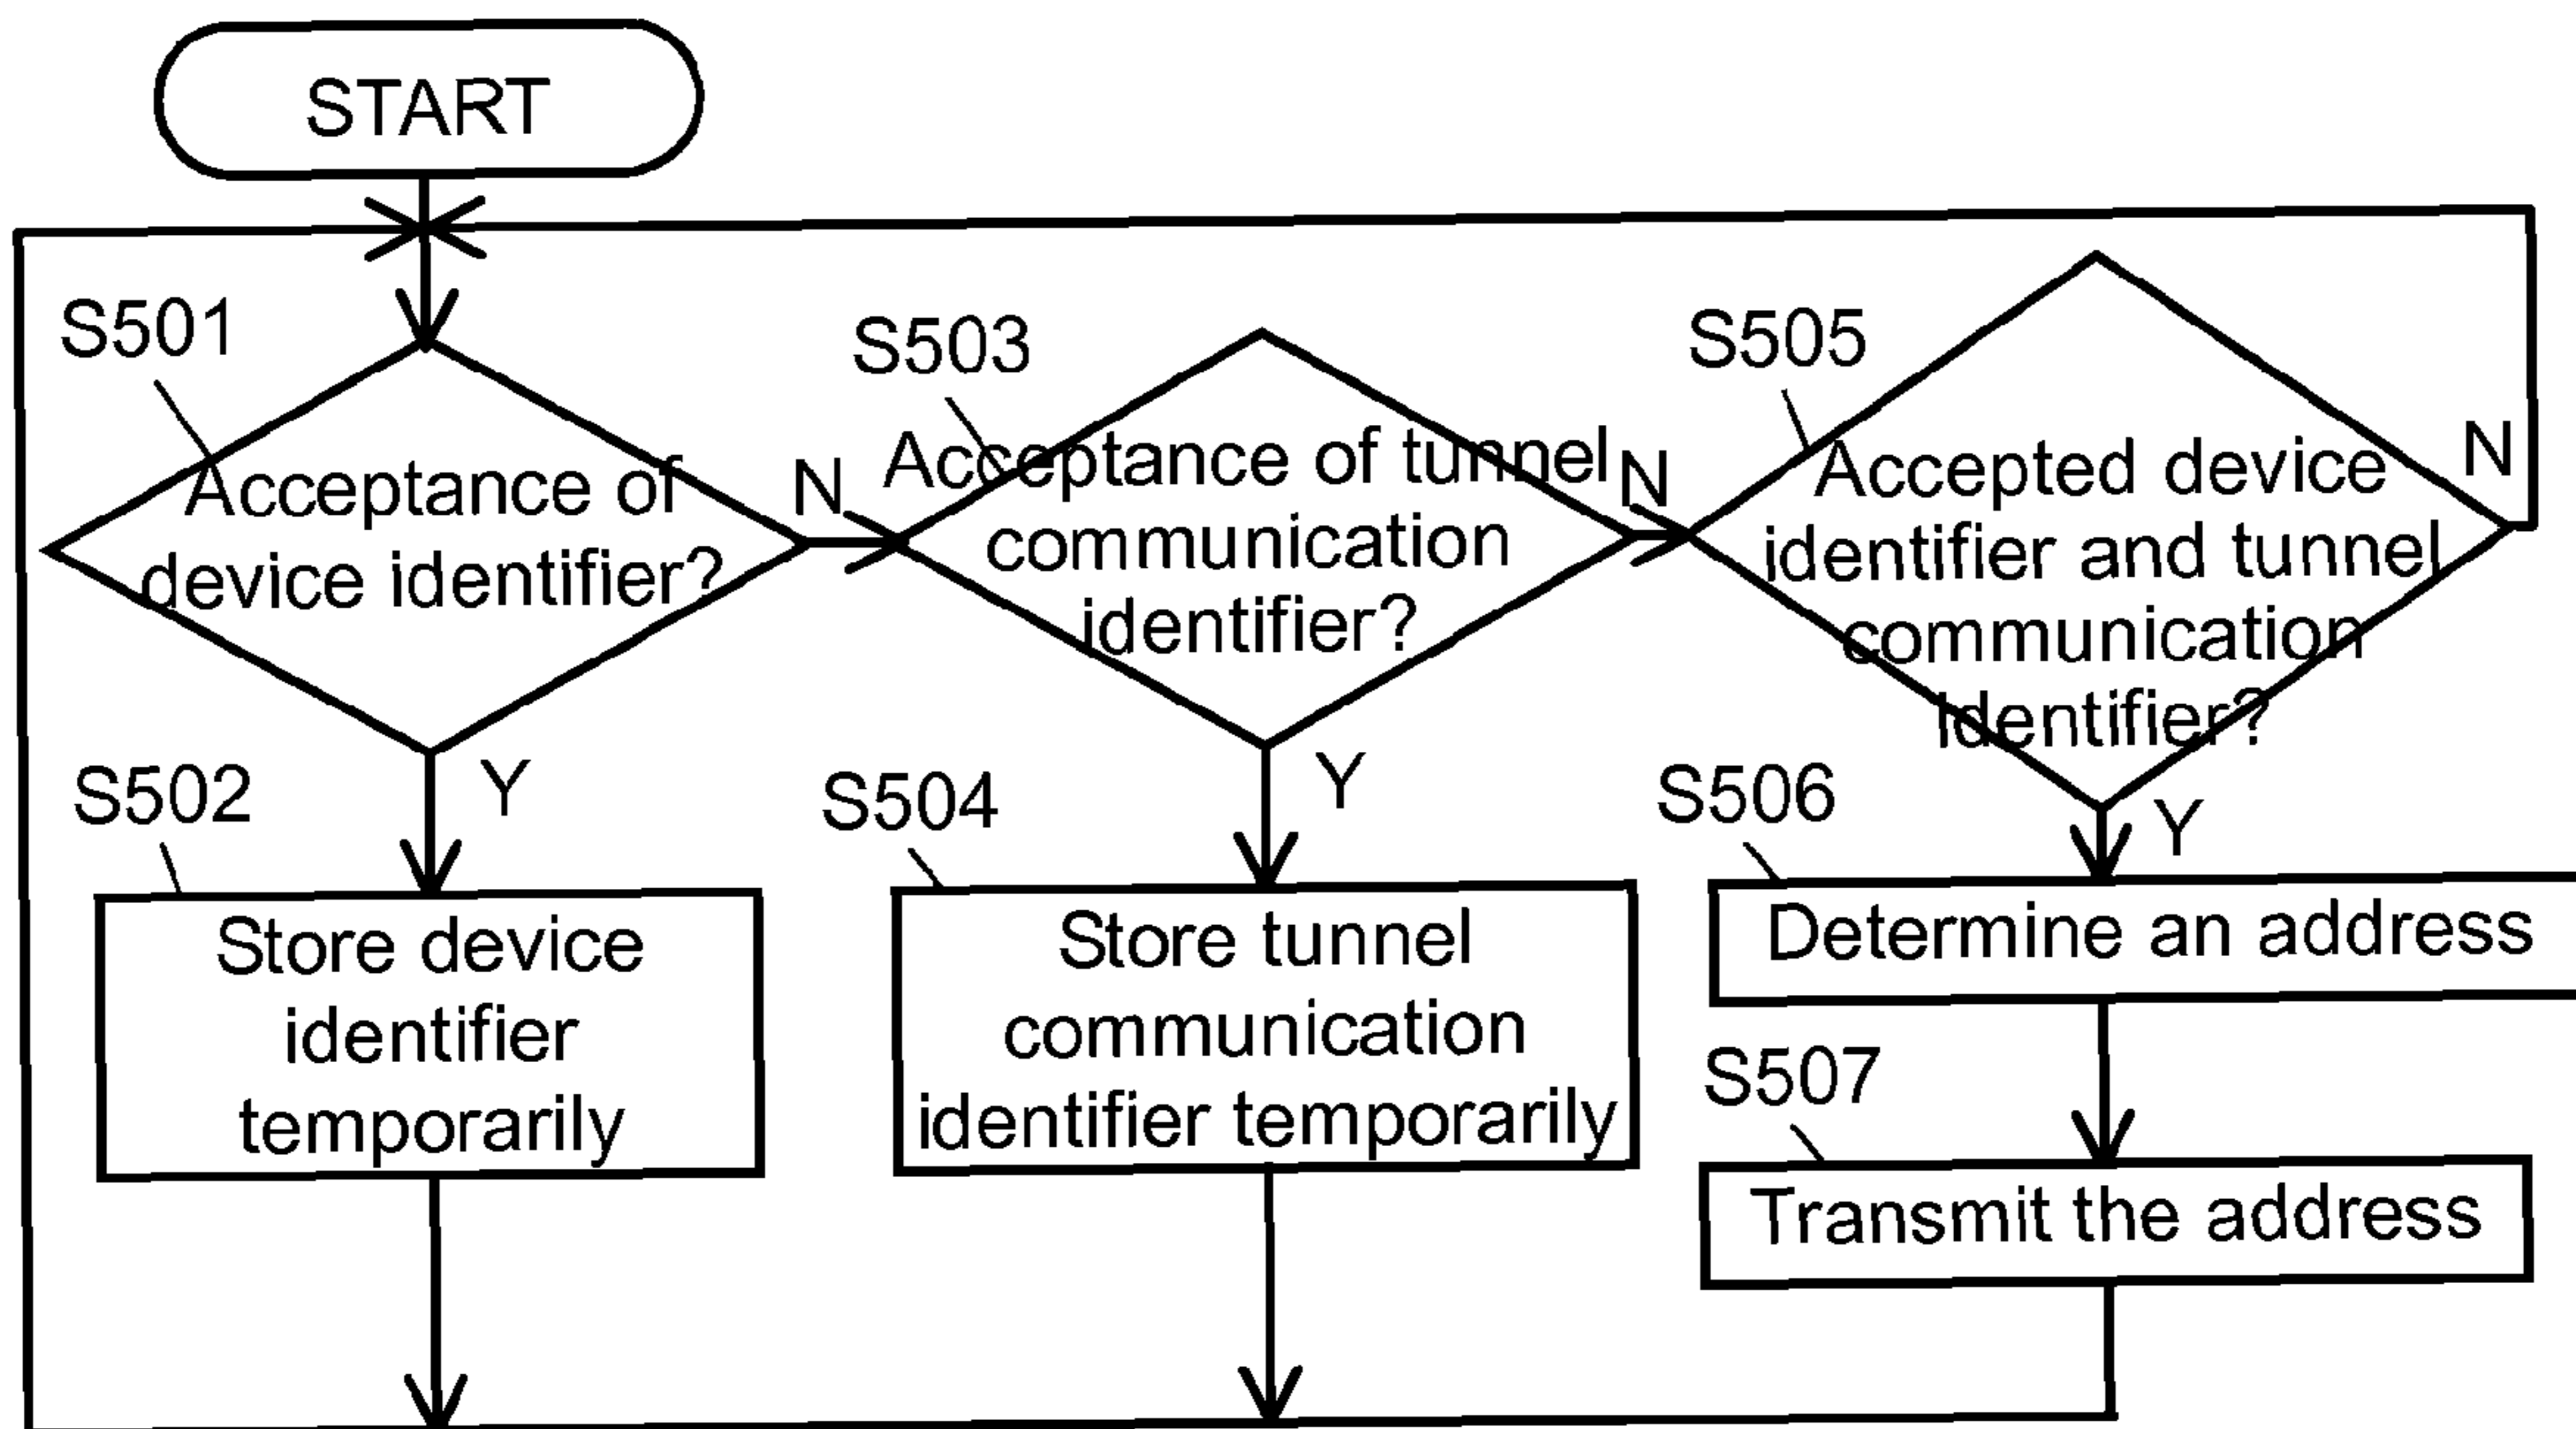 START
S501
Acceptance of
device identifier?
N
Y
S502
Store device
identifier
temporarily
S503
Acceptance of tunnel
communication
identifier?
N
Y
S504
Store tunnel
communication
identifier temporarily
S505
Accepted device
identifier and tunnel
communication
identifier?
N
Y
S506
Determine an address
S507
Transmit the address